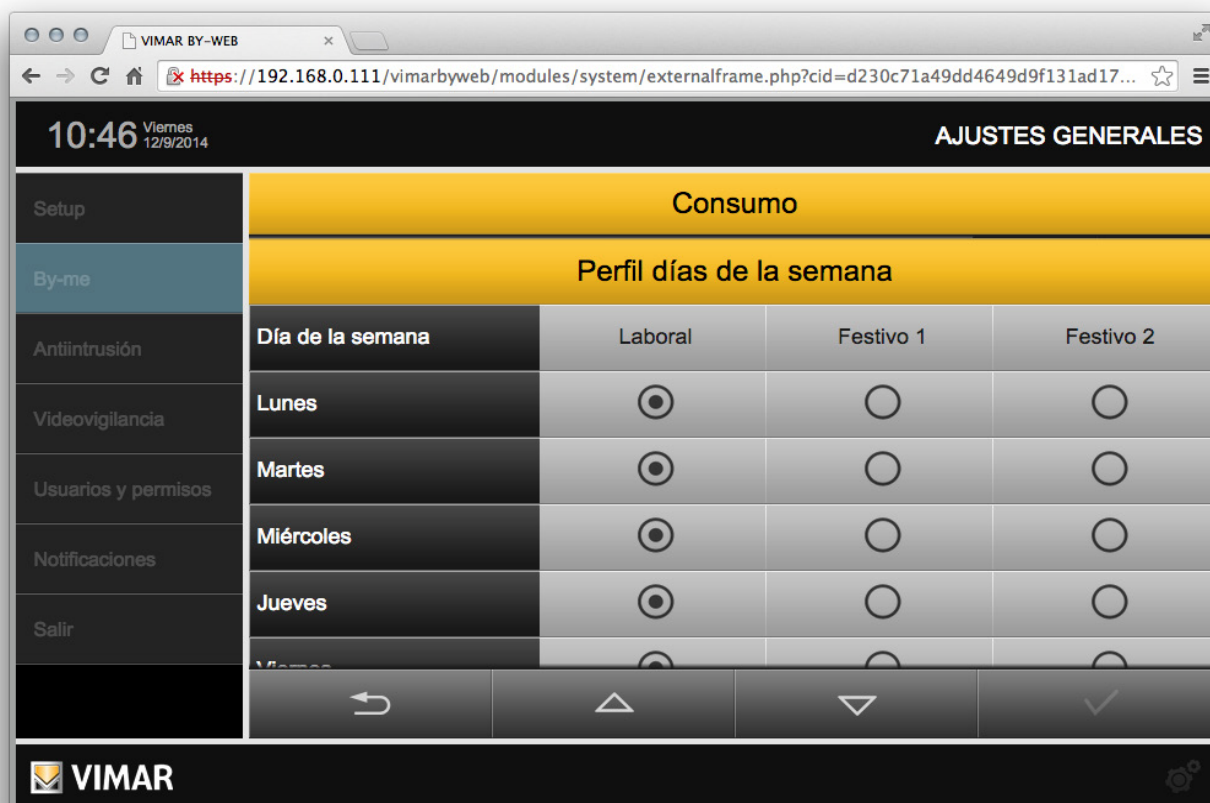 VIMAR BY-WEB
https://192.168.0.111/vimarbyweb/modules/system/externalframe.php?cid=d230c71a49dd4649d9f131ad17...
10:46 Viernes 12/9/2014
AJUSTES GENERALES
Setup
By-me
Antiintrusión
Videovigilancia
Usuarios y permisos
Notificaciones
Salir
Consumo
Perfil días de la semana
Día de la semana Laboral Festivo 1 Festivo 2
Lunes
Martes
Miércoles
Jueves
Viernes
VIMAR